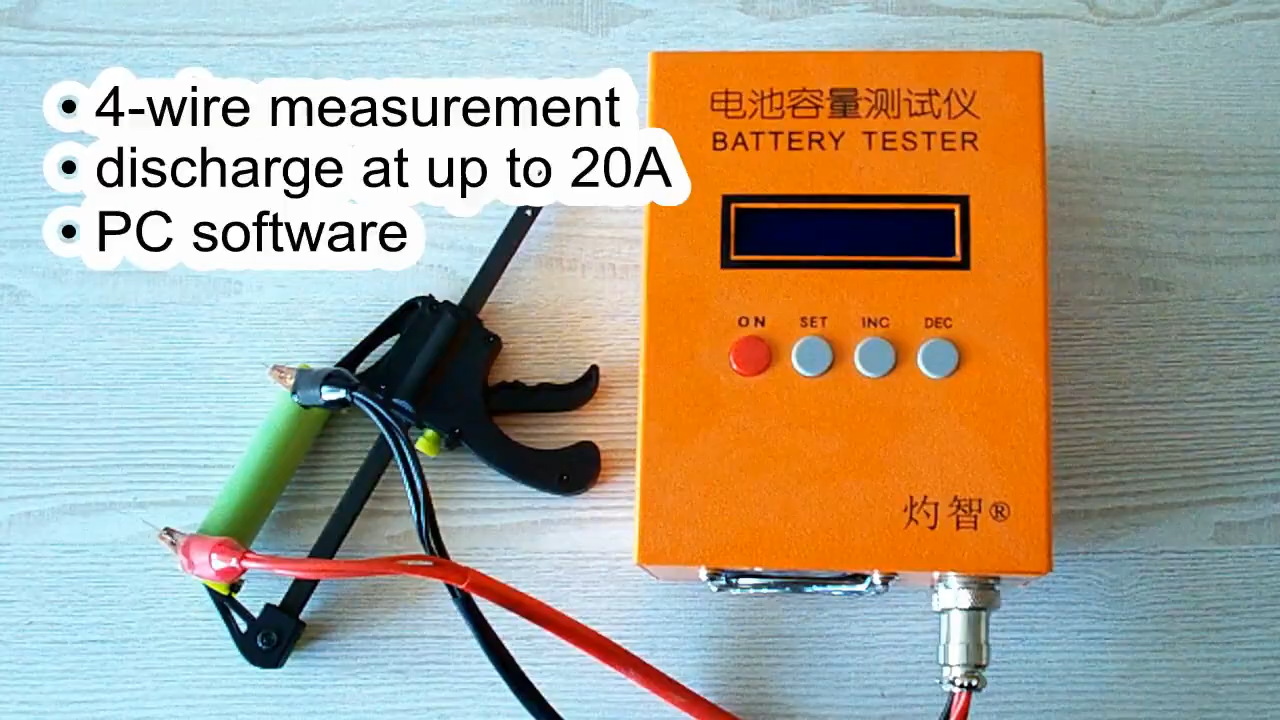 • 4-wire measurement
• discharge at up to 20A
• PC software
电池容量测试仪
BATTERY TESTER
ON SET INC DEC
灼智®